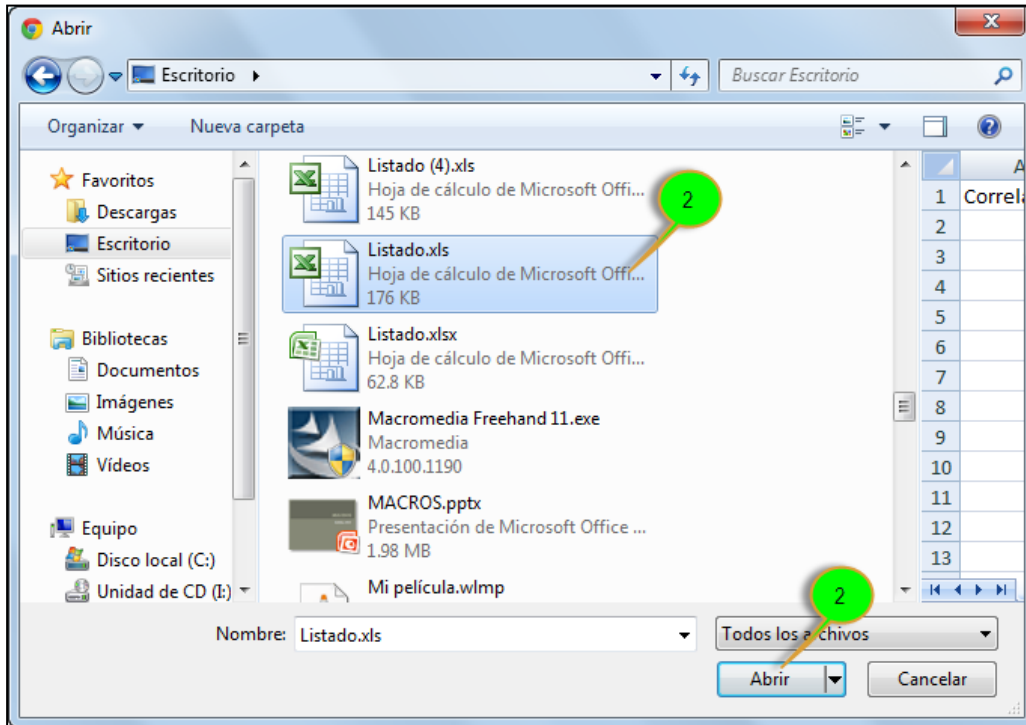 Abrir
Escritorio
Buscar Escritorio
Organizar
Nueva carpeta
Favoritos
Descargas
Escritorio
Sitios recientes
Bibliotecas
Documentos
Imágenes
Música
Vídeos
Equipo
Disco local (C:)
Unidad de CD (I:)
Listado (4).xls
Hoja de cálculo de Microsoft Offi...
145 KB
2
Listado.xls
Hoja de cálculo de Microsoft Offi...
176 KB
Listado.xlsx
Hoja de cálculo de Microsoft Offi...
62.8 KB
Macromedia Freehand 11.exe
Macromedia
4.0.100.1190
MACROS.pptx
Presentación de Microsoft Office ...
1.98 MB
Mi película.wlmp
A
1 Correla
2
3
4
5
6
7
8
9
10
11
12
13
2
Nombre: Listado.xls
Todos los archivos
Abrir
Cancelar